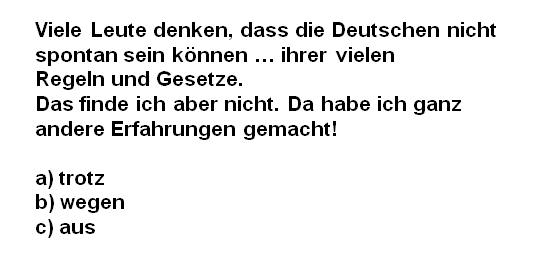 Viele Leute denken, dass die Deutschen nicht
spontan sein können ... ihrer vielen
Regeln und Gesetze.
Das finde ich aber nicht. Da habe ich ganz
andere Erfahrungen gemacht!
a) trotz
b) wegen
c) aus